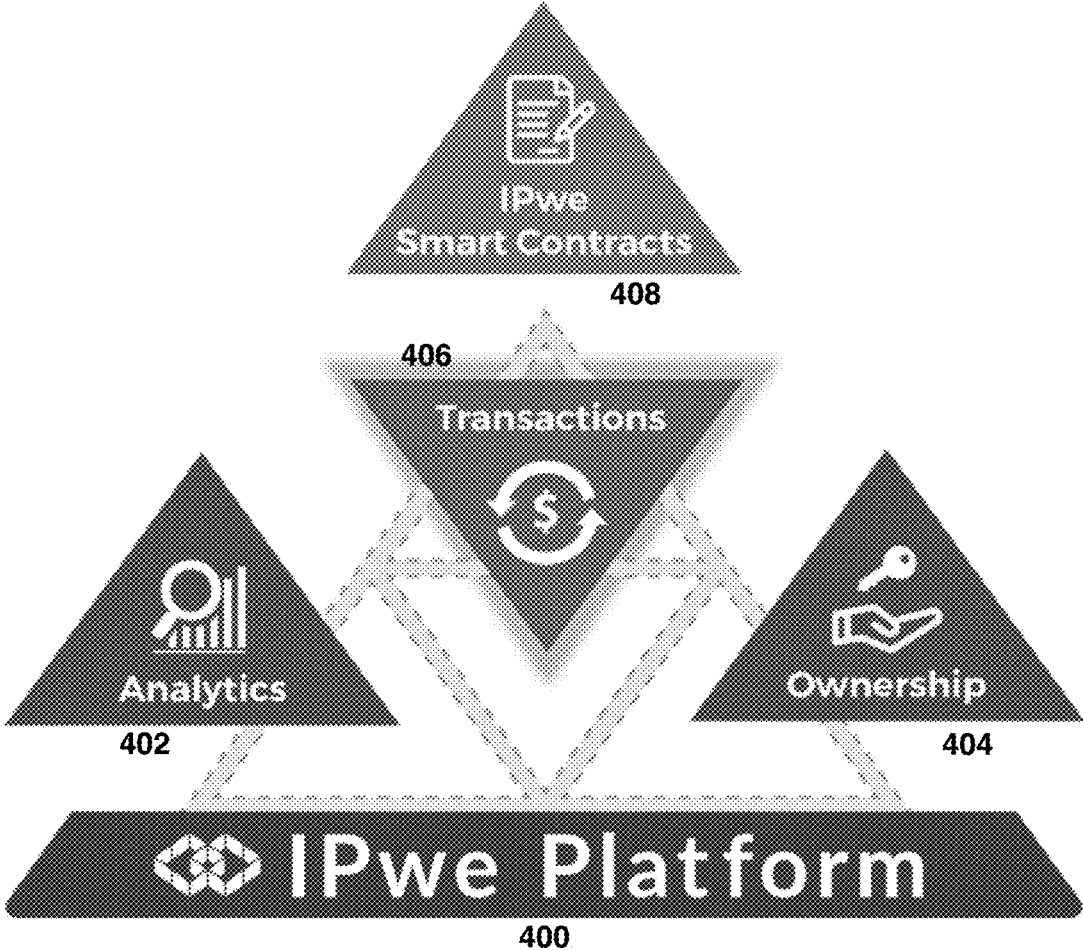 IPwe
Smart Contracts
408
406
Transactions
$
Analytics
402
Ownership
404
IPwe Platform
400